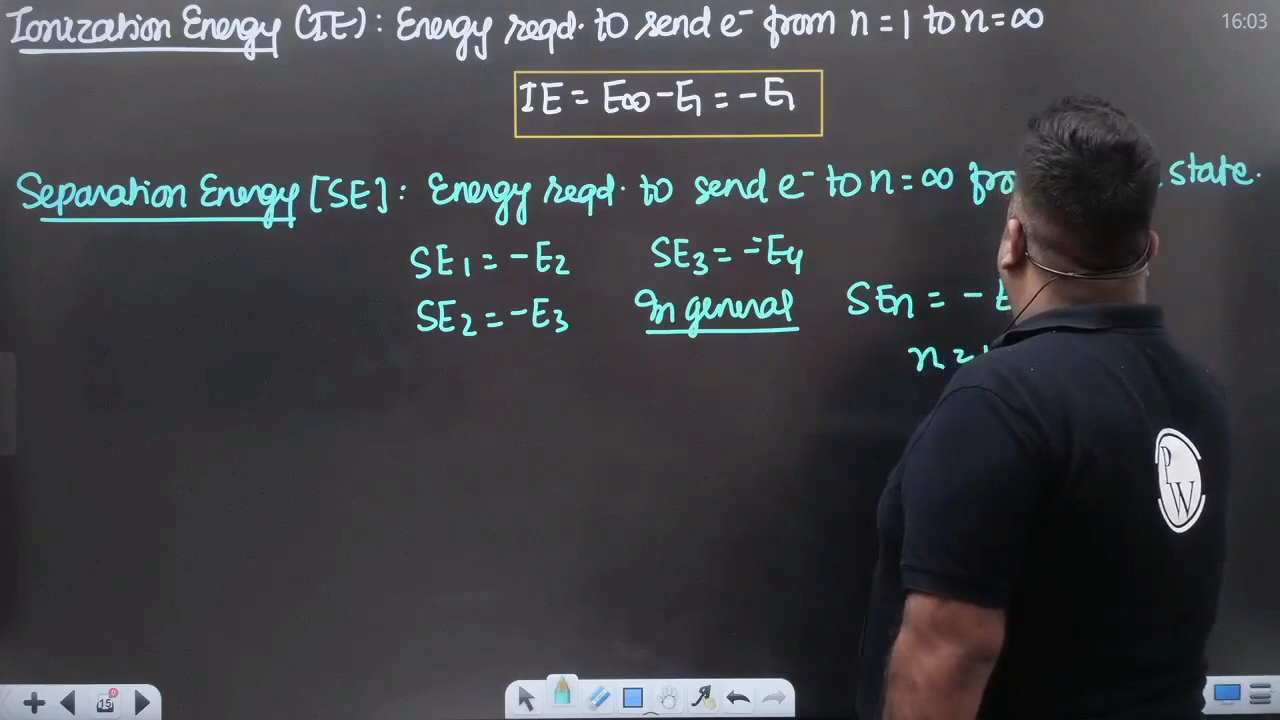 Ionization Energy (IE) : Energy reqd. to send e⁻ from n = 1 to n = ∞
16:03
IE = E∞ - E₁ = - E₁
Separation Energy [SE] : Energy reqd. to send e⁻ to n = ∞ state.
SE₁ = -E₂ SE₃ = -E₄
SE₂ = -E₃ In general SEn = - E
n =
PW
15